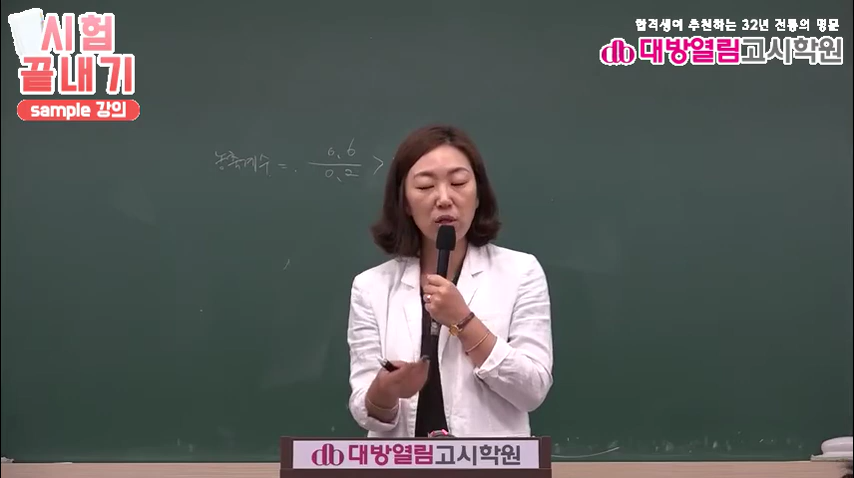 시험
끝내기
sample 강의
합격생이 추천하는 32년 전통의 명문
db 대방열림고시학원
농축계수 = 0.6
0.2 >
db 대방열림고시학원